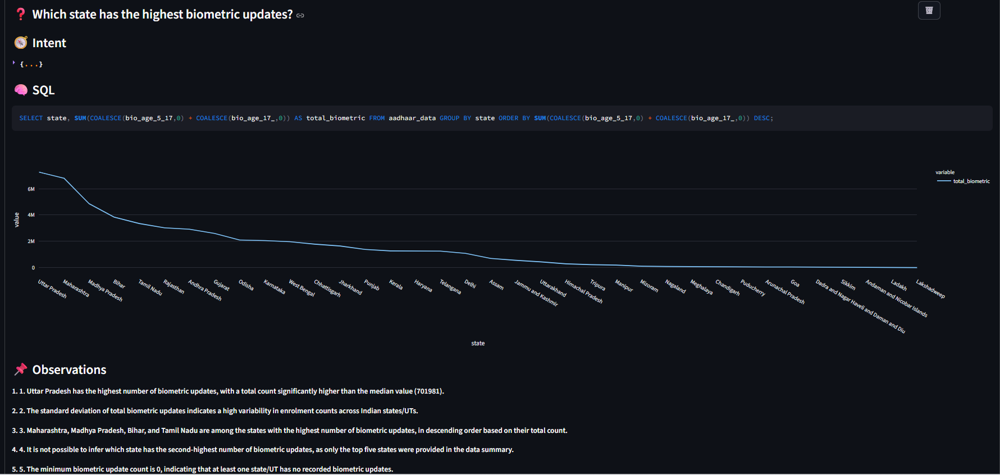 ❓ Which state has the highest biometric updates?
🧭 Intent
{...}
🧠 SQL
SELECT state, SUM(COALESCE(bio_age_5_17,0) + COALESCE(bio_age_17_,0)) AS total_biometric FROM aadhaar_data GROUP BY state ORDER BY SUM(COALESCE(bio_age_5_17,0) + COALESCE(bio_age_17_,0)) DESC;
variable
total_biometric
value
6M
4M
2M
0
Uttar Pradesh
Maharashtra
Madhya Pradesh
Bihar
Tamil Nadu
Rajasthan
Andhra Pradesh
Gujarat
Odisha
Karnataka
West Bengal
Chhattisgarh
Jharkhand
Punjab
Kerala
Haryana
Telangana
Delhi
Assam
Jammu and Kashmir
Uttarakhand
Himachal Pradesh
Tripura
Manipur
Mizoram
Nagaland
Meghalaya
Chandigarh
Puducherry
Arunachal Pradesh
Goa
Dadra and Nagar Haveli and Daman and Diu
Sikkim
Andaman and Nicobar Islands
Ladakh
Lakshadweep
state
📌 Observations
1. 1. Uttar Pradesh has the highest number of biometric updates, with a total count significantly higher than the median value (701981).
2. 2. The standard deviation of total biometric updates indicates a high variability in enrolment counts across Indian states/UTs.
3. 3. Maharashtra, Madhya Pradesh, Bihar, and Tamil Nadu are among the states with the highest number of biometric updates, in descending order based on their total count.
4. 4. It is not possible to infer which state has the second-highest number of biometric updates, as only the top five states were provided in the data summary.
5. 5. The minimum biometric update count is 0, indicating that at least one state/UT has no recorded biometric updates.